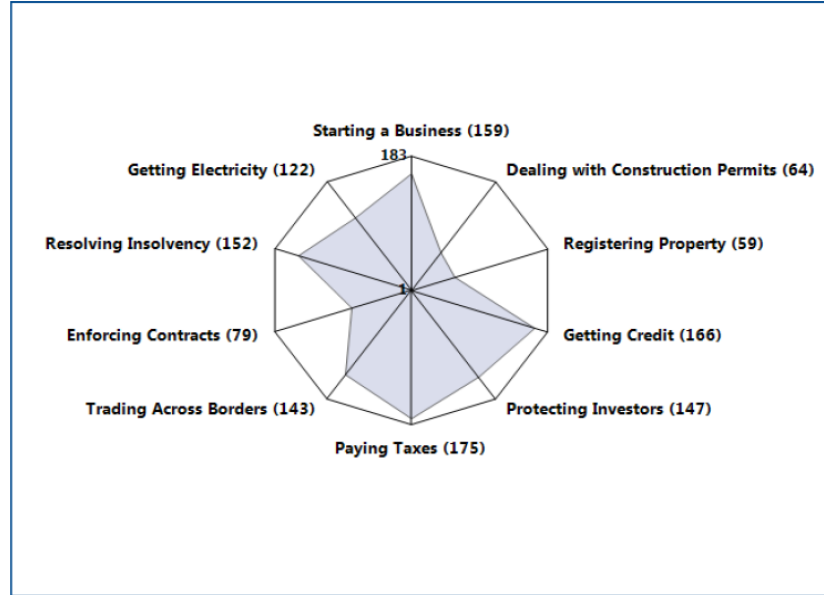 Starting a Business (159)
183
Getting Electricity (122)
Dealing with Construction Permits (64)
Resolving Insolvency (152)
Registering Property (59)
1
Enforcing Contracts (79)
Getting Credit (166)
Trading Across Borders (143)
Protecting Investors (147)
Paying Taxes (175)